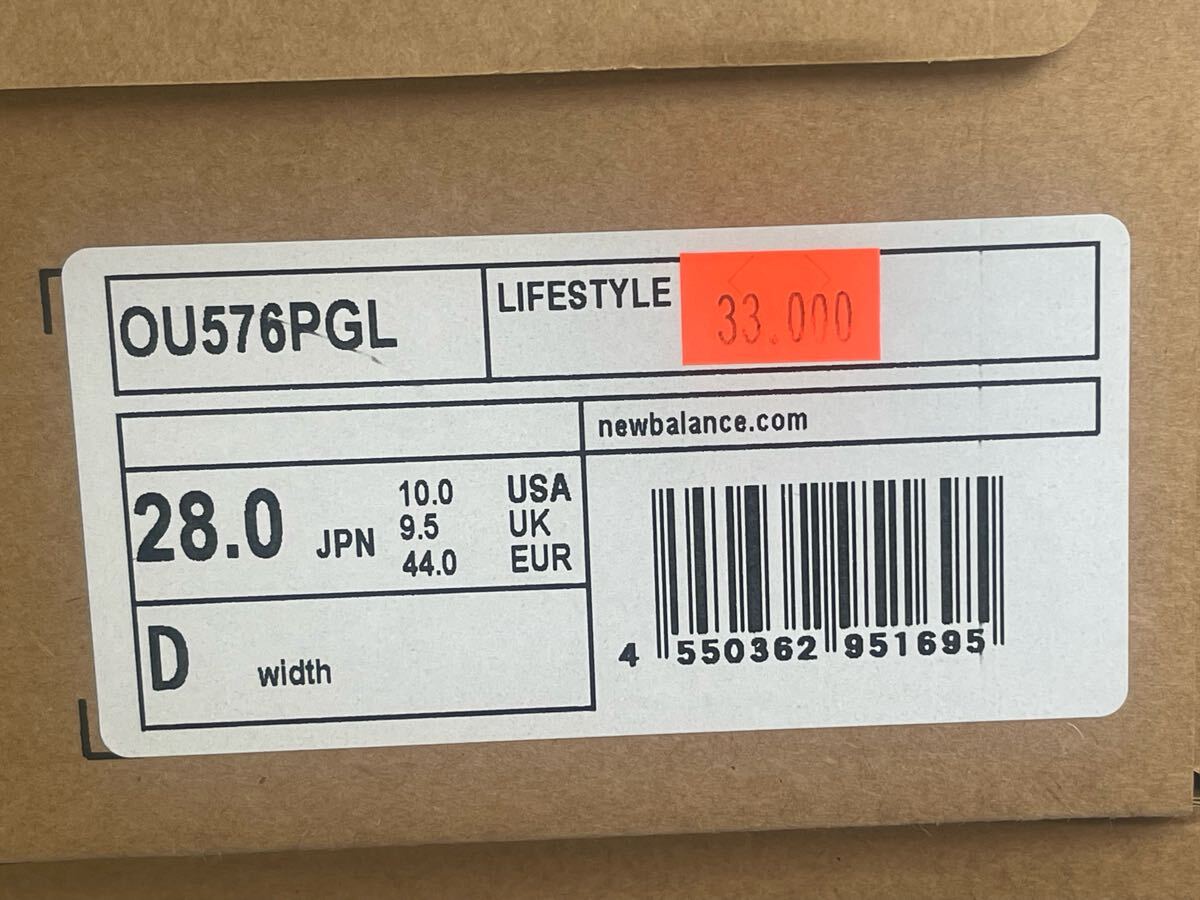 OU576PGL
LIFESTYLE
33.000
newbalance.com
28.0 JPN
10.0 USA
9.5 UK
44.0 EUR
D width
4 550362 951695